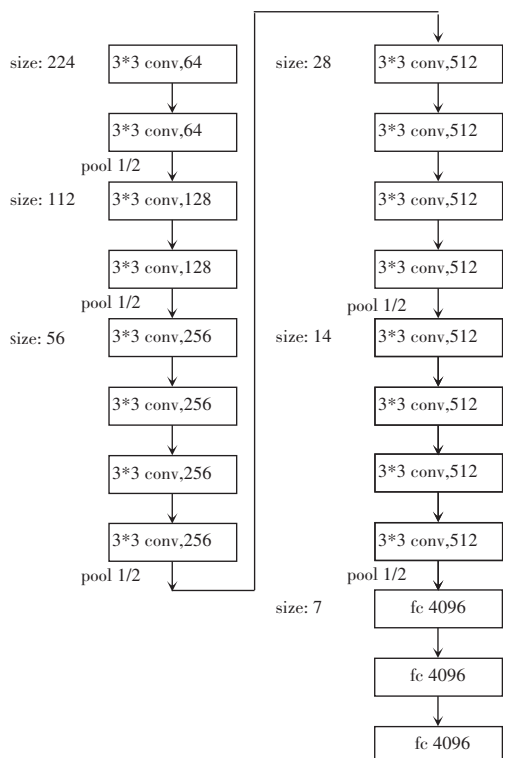 size: 224
3*3 conv,64
3*3 conv,64
pool 1/2
size: 112
3*3 conv,128
3*3 conv,128
pool 1/2
size: 56
3*3 conv,256
3*3 conv,256
3*3 conv,256
3*3 conv,256
pool 1/2
size: 28
3*3 conv,512
3*3 conv,512
3*3 conv,512
3*3 conv,512
pool 1/2
size: 14
3*3 conv,512
3*3 conv,512
3*3 conv,512
3*3 conv,512
pool 1/2
size: 7
fc 4096
fc 4096
fc 4096